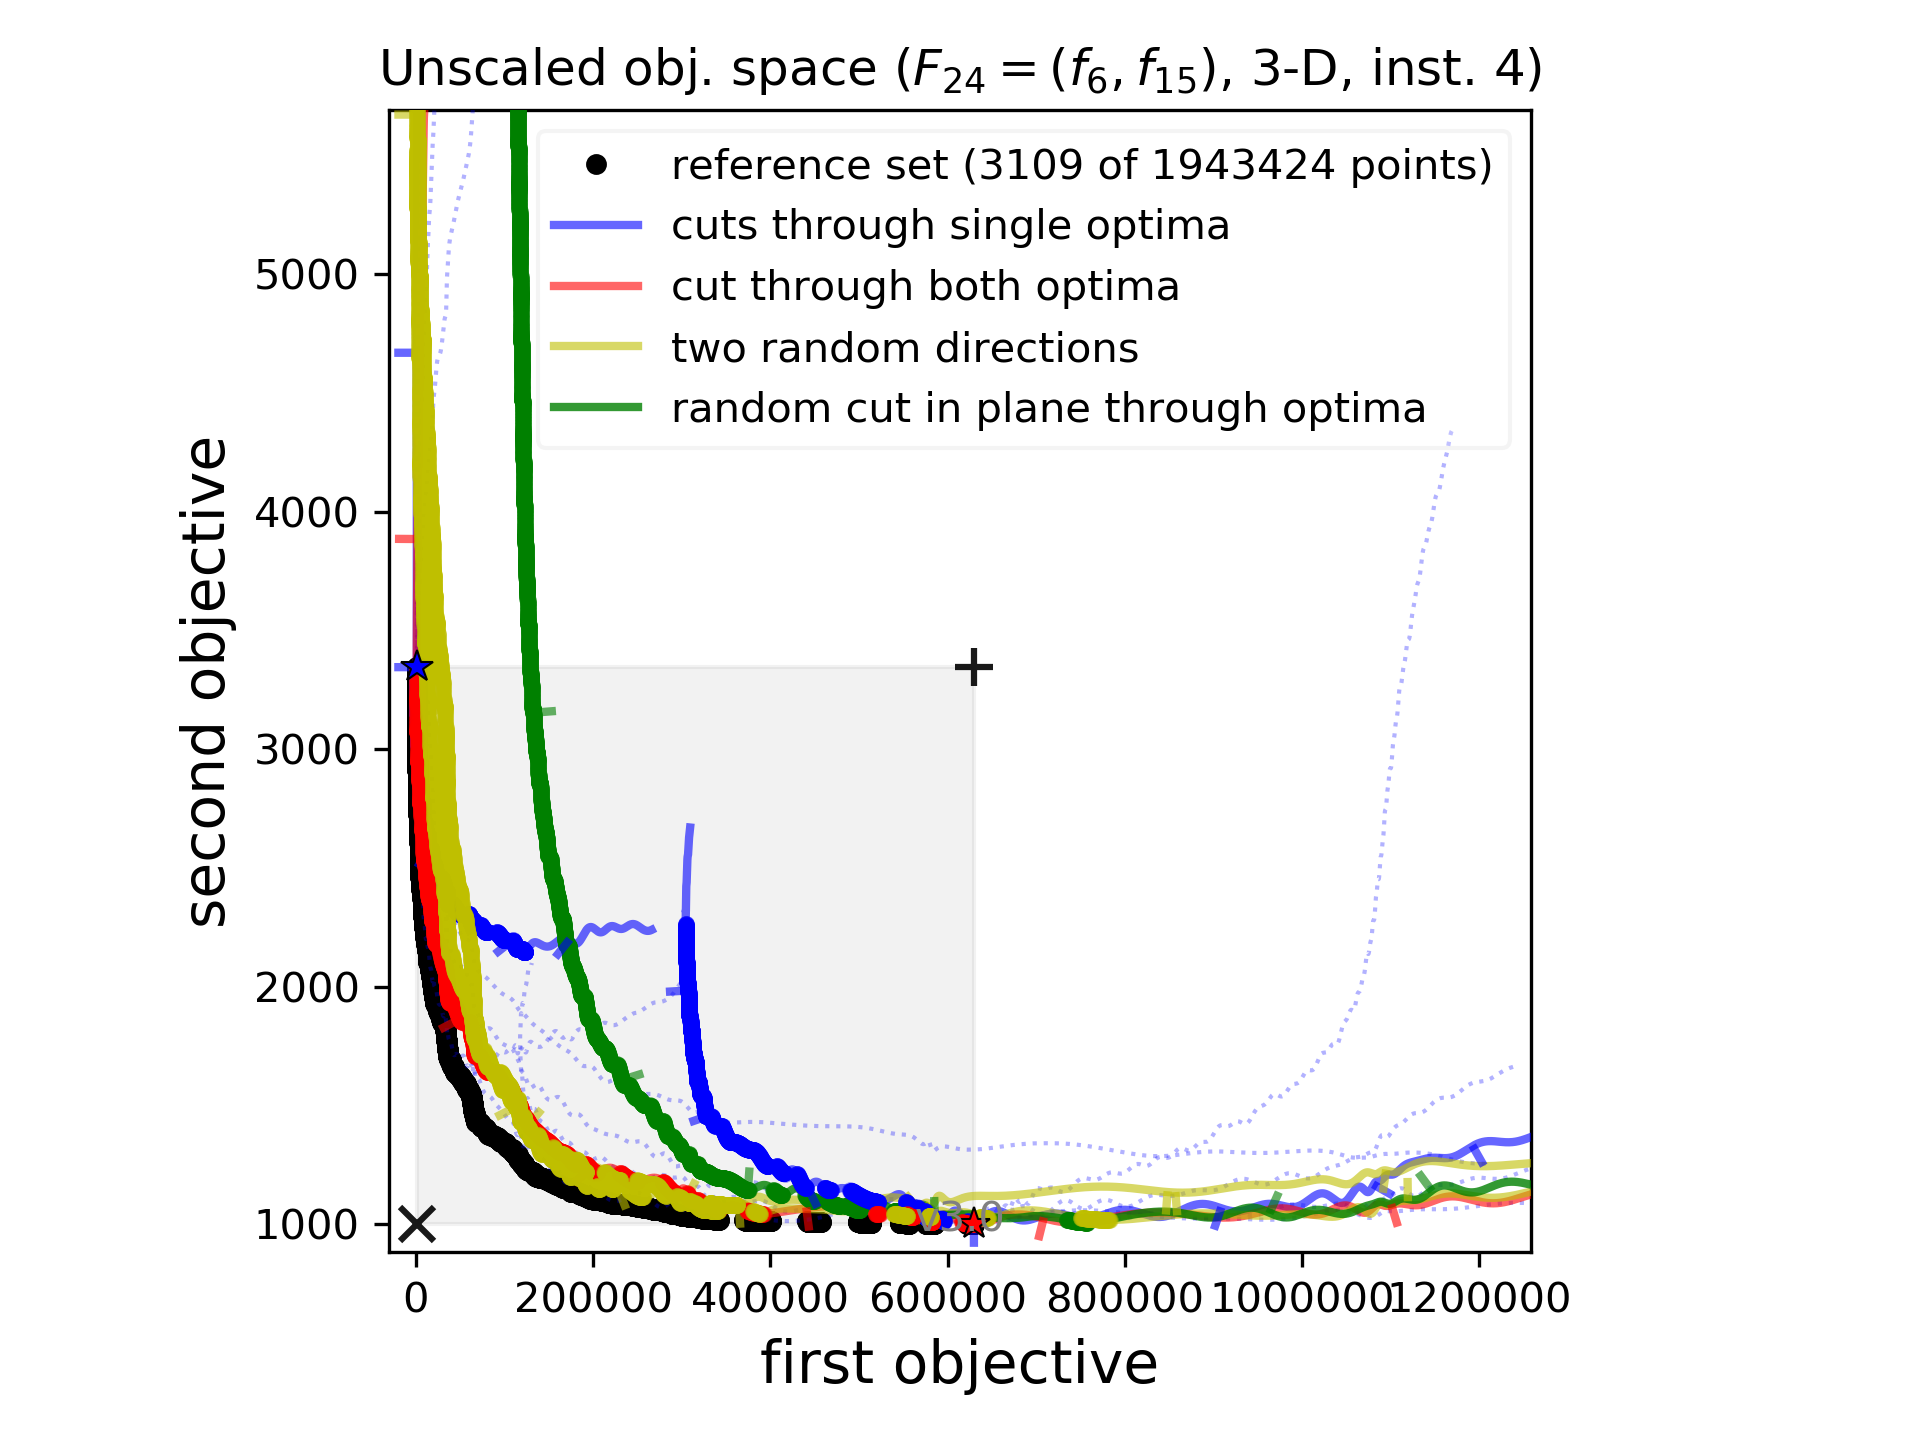 Unscaled obj. space (F24 = (f6, f15), 3-D, inst. 4)
reference set (3109 of 1943424 points)
cuts through single optima
cut through both optima
two random directions
random cut in plane through optima
second objective
5000
4000
3000
2000
1000
0
200000
400000
600000
800000
1000000
1200000
first objective